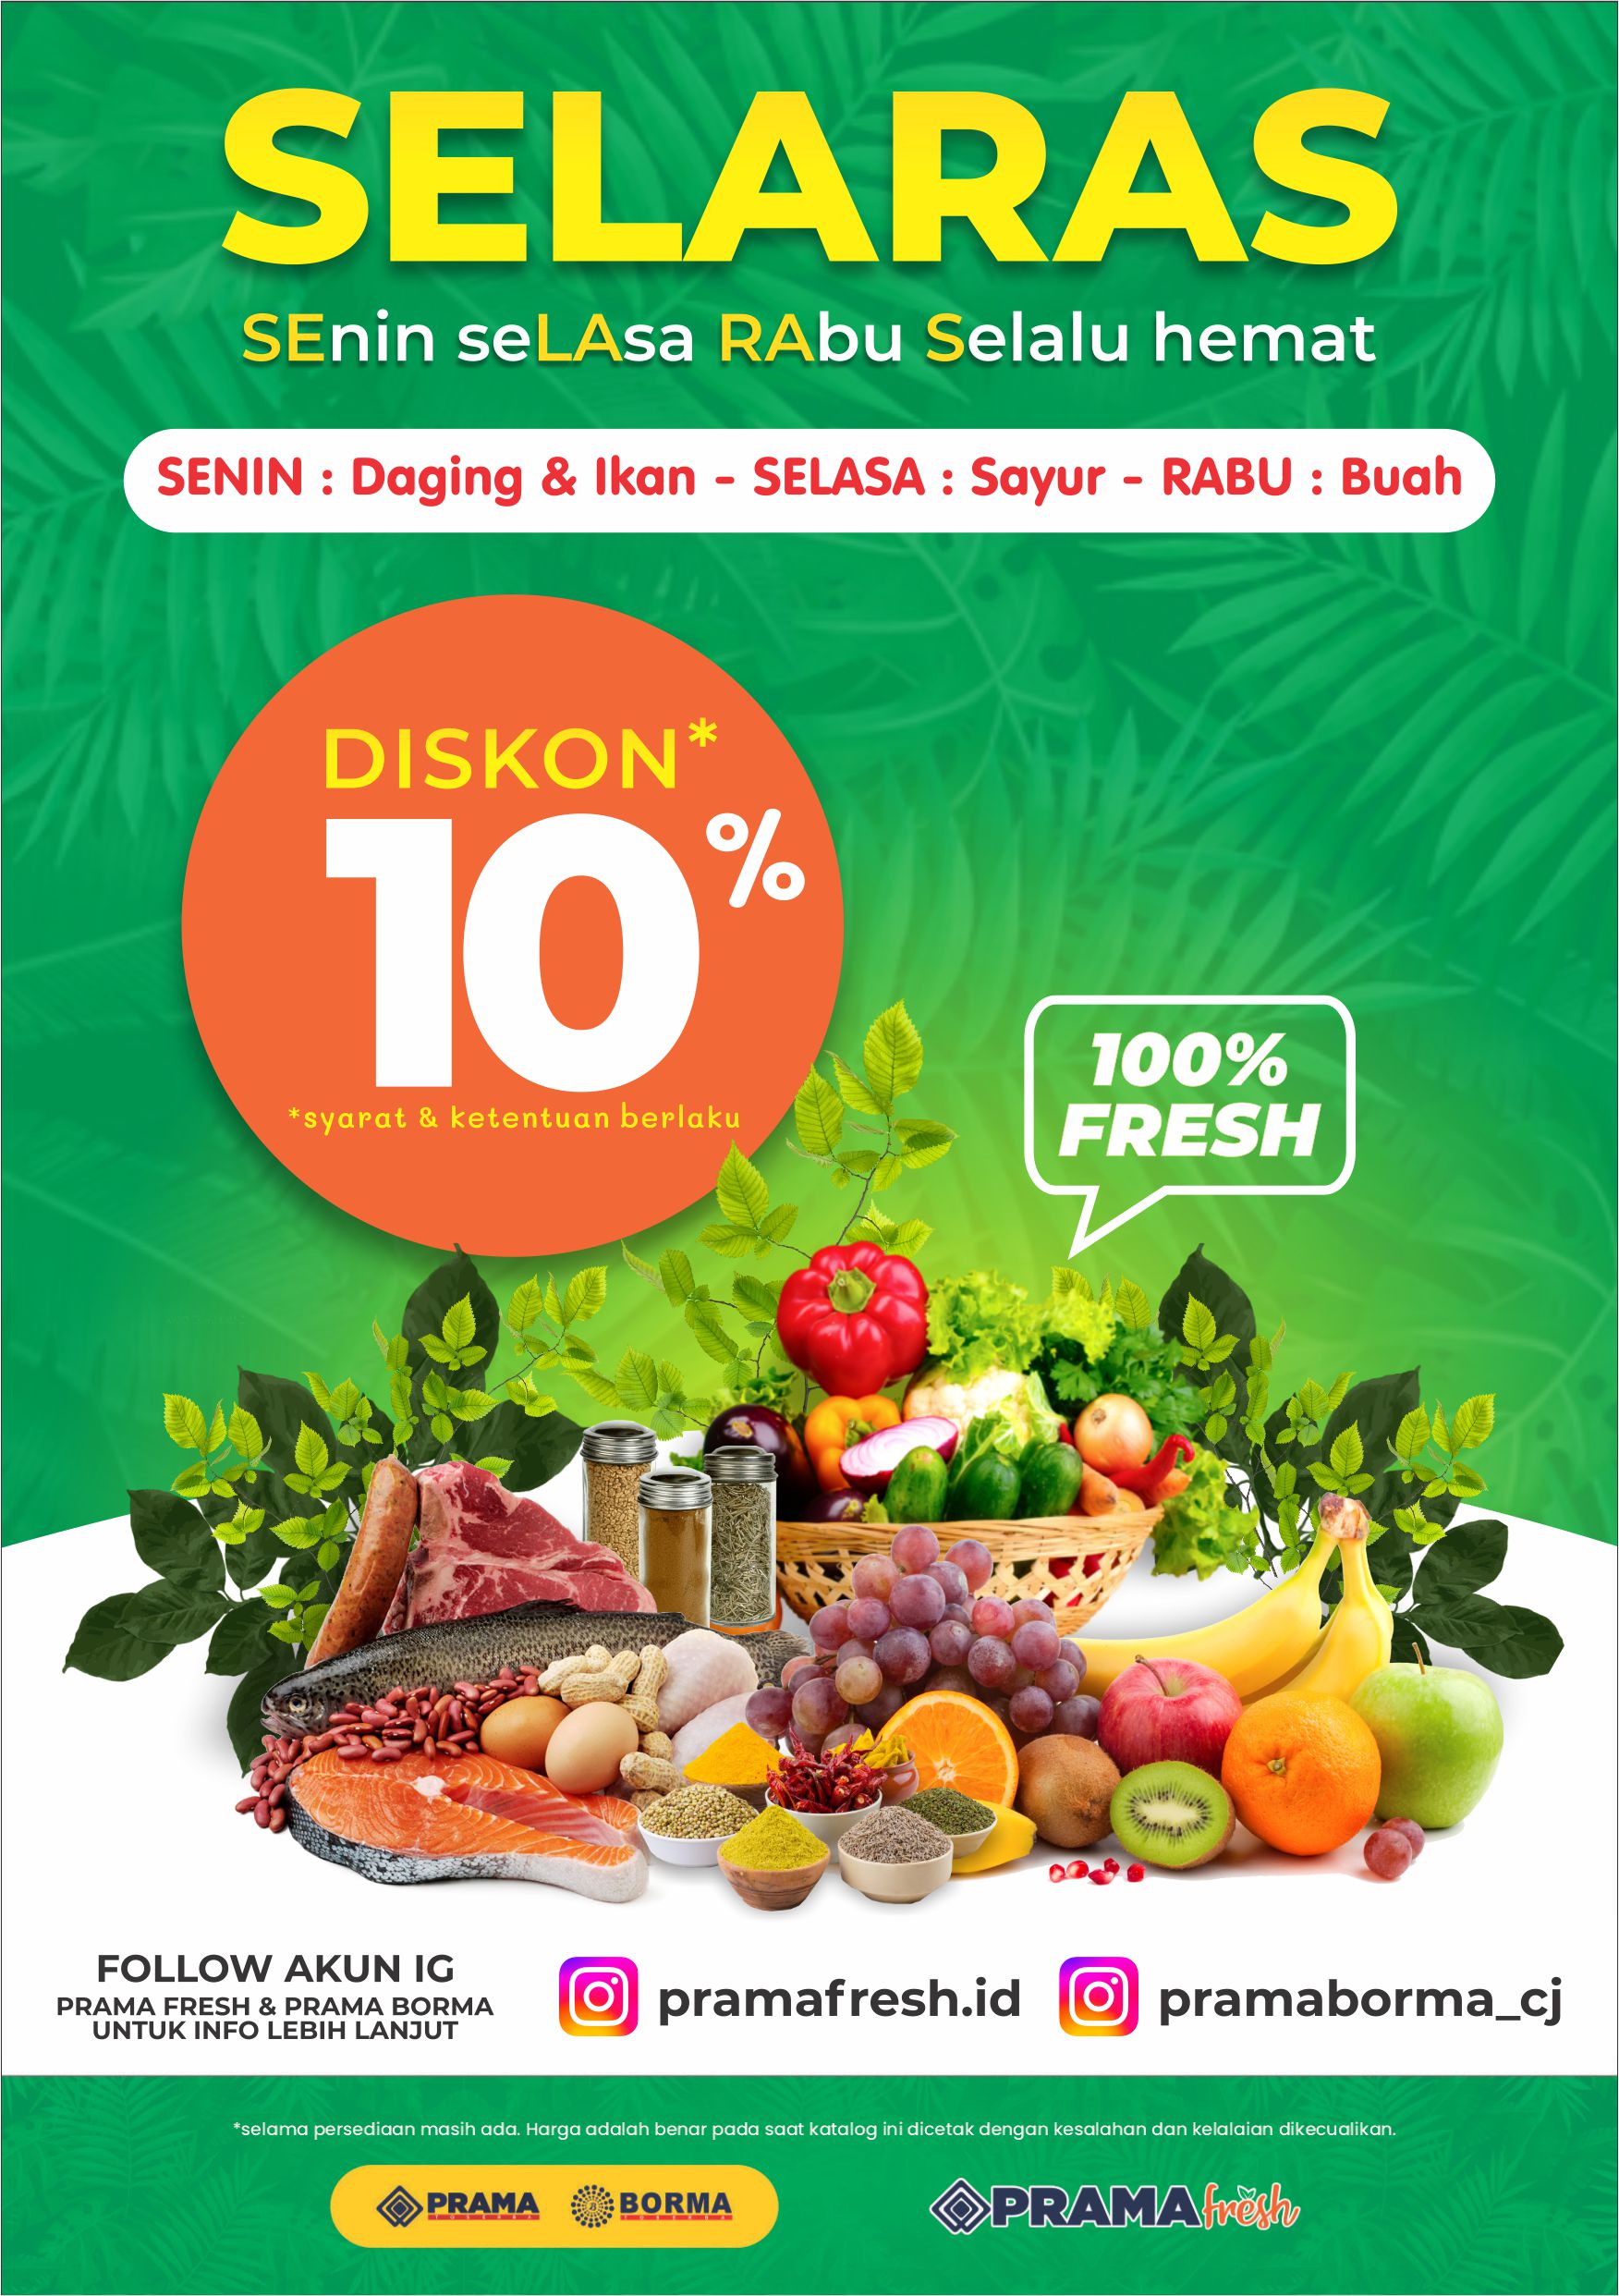 SELARAS
SEnin seLAsa RAbu Selalu hemat
SENIN : Daging & Ikan - SELASA : Sayur - RABU : Buah
DISKON*
10%
*syarat & ketentuan berlaku
100%
FRESH
FOLLOW AKUN IG
PRAMA FRESH & PRAMA BORMA
UNTUK INFO LEBIH LANJUT
pramafresh.id
pramaborma_cj
*selama persediaan masih ada. Harga adalah benar pada saat katalog ini dicetak dengan kesalahan dan kelalaian dikecualikan.
PRAMA
BORMA
PRAMAfresh